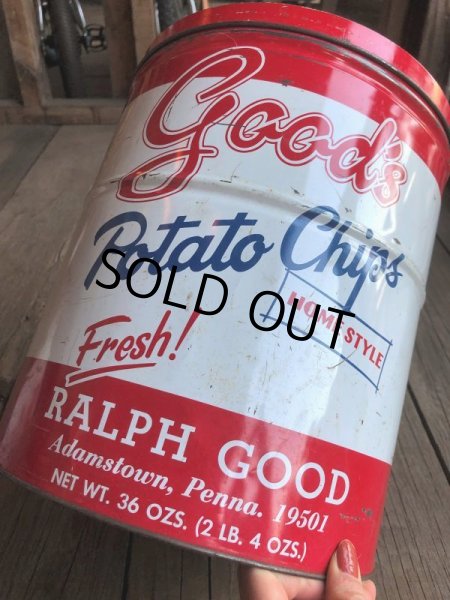 Good's
Potato Chips
HOME STYLE
SOLD OUT
Fresh!
RALPH GOOD
Adamstown, Penna. 19501
NET WT. 36 OZS. (2 LB. 4 OZS.)